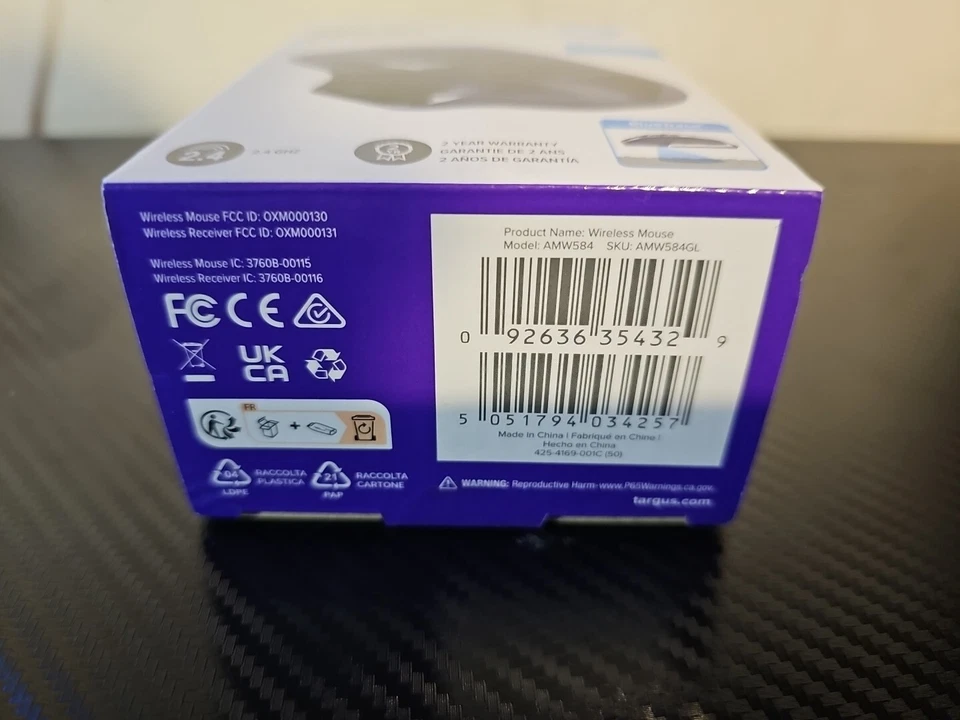 2.4
2.4 GHZ
2 YEAR WARRANTY
GARANTIE DE 2 ANS
2 AÑOS DE GARANTÍA
Wireless Mouse FCC ID: OXM000130
Wireless Receiver FCC ID: OXM000131
Wireless Mouse IC: 3760B-00115
Wireless Receiver IC: 3760B-00116
FC CE
UK
CA
FR
+
04
LDPE
RACCOLTA
PLASTICA
21
PAP
RACCOLTA
CARTONE
Product Name: Wireless Mouse
Model: AMW584 SKU: AMW584GL
0 92636 35432 9
5 051794 034257
Made in China | Fabriqué en Chine |
Hecho en China
425-4169-001C (50)
WARNING: Reproductive Harm-www.P65Warnings.ca.gov.
targus.com